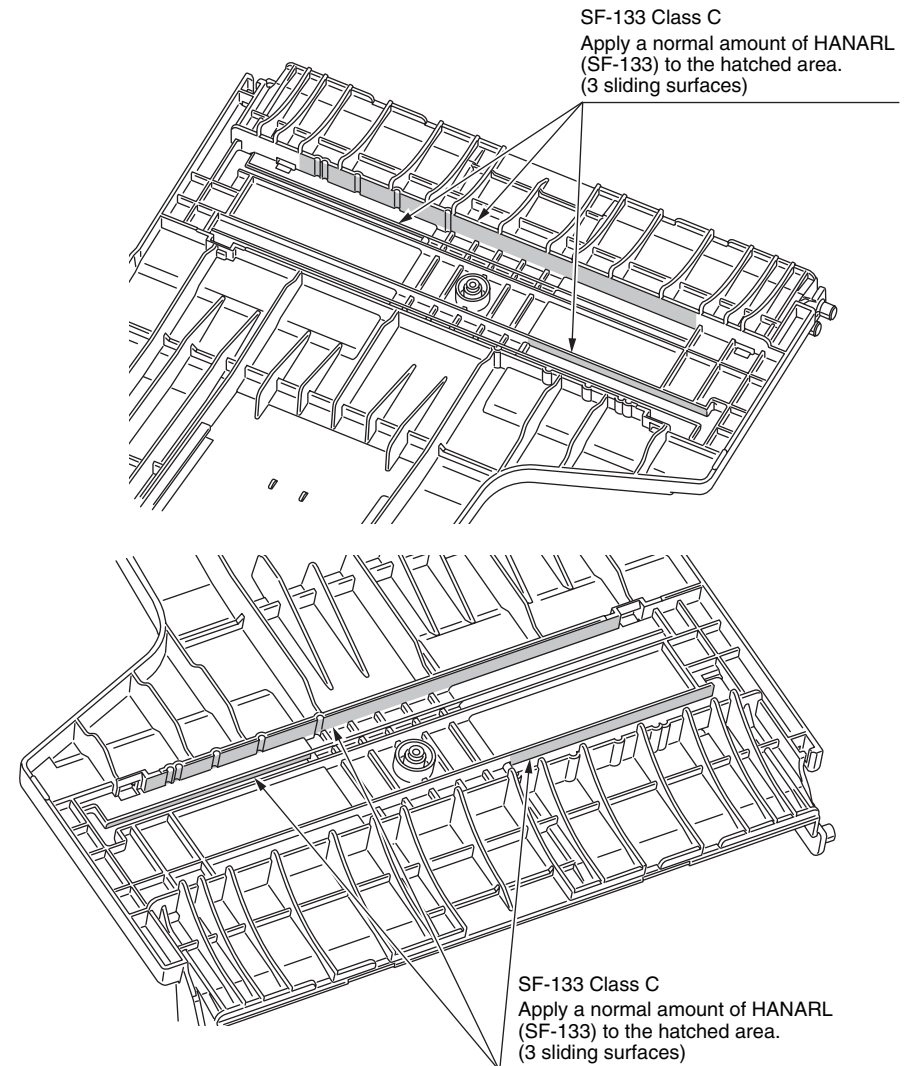 SF-133 Class C
Apply a normal amount of HANARL
(SF-133) to the hatched area.
(3 sliding surfaces)
SF-133 Class C
Apply a normal amount of HANARL
(SF-133) to the hatched area.
(3 sliding surfaces)